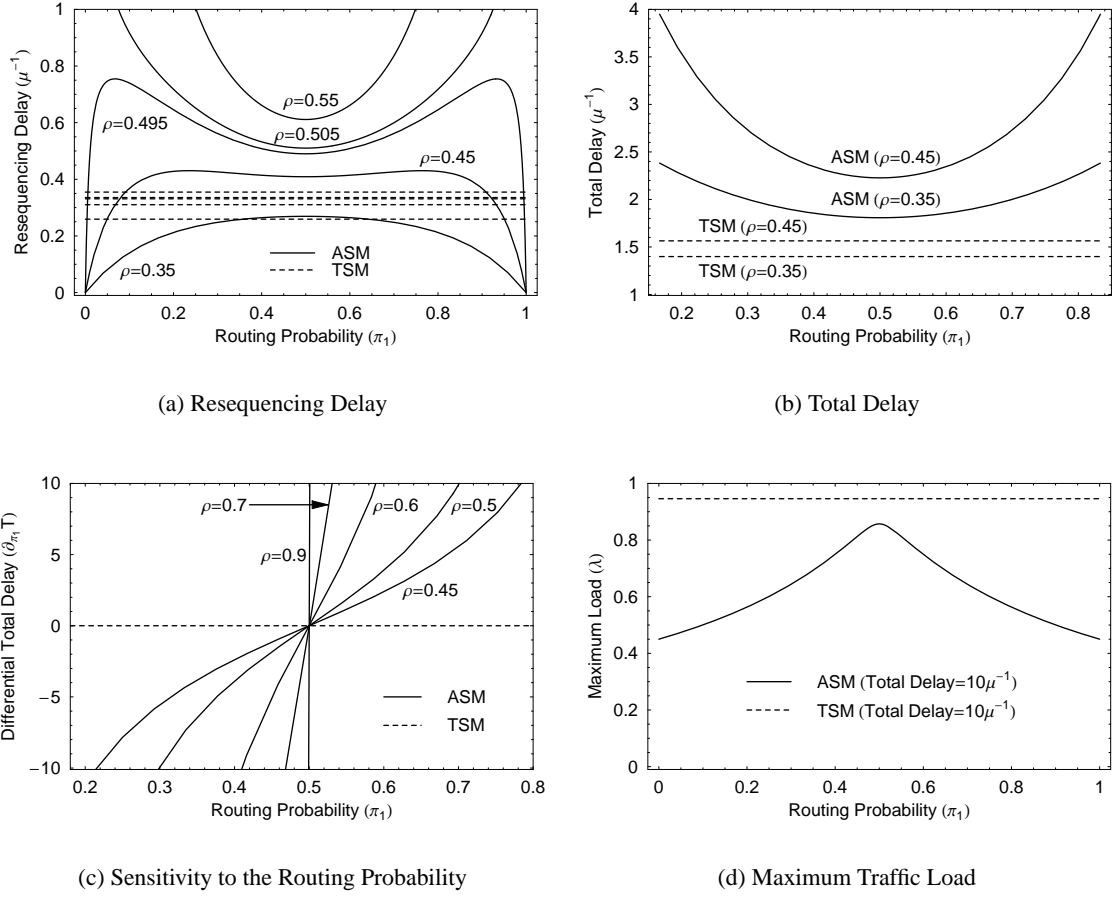 1
0.8
0.6
0.4
0.2
0
Resequencing Delay (μ⁻¹)
ρ=0.55
ρ=0.495
ρ=0.505
ρ=0.45
ρ=0.35
ASM
TSM
0 0.2 0.4 0.6 0.8 1
Routing Probability (π₁)
(a) Resequencing Delay
4
3.5
3
2.5
2
1.5
1
Total Delay (μ⁻¹)
ASM (ρ=0.45)
ASM (ρ=0.35)
TSM (ρ=0.45)
TSM (ρ=0.35)
0.2 0.3 0.4 0.5 0.6 0.7 0.8
Routing Probability (π₁)
(b) Total Delay
10
5
0
−5
−10
Differential Total Delay (∂π₁T)
ρ=0.7
ρ=0.6
ρ=0.5
ρ=0.9
ρ=0.45
ASM
TSM
0.2 0.3 0.4 0.5 0.6 0.7 0.8
Routing Probability (π₁)
(c) Sensitivity to the Routing Probability
1
0.8
0.6
0.4
0.2
0
Maximum Load (λ)
ASM (Total Delay=10μ⁻¹)
TSM (Total Delay=10μ⁻¹)
0 0.2 0.4 0.6 0.8 1
Routing Probability (π₁)
(d) Maximum Traffic Load